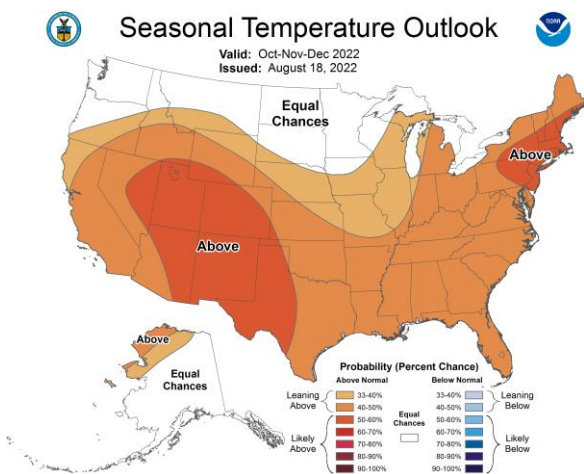 Seasonal Temperature Outlook
NOAA
Valid: Oct-Nov-Dec 2022
Issued: August 18, 2022
Equal
Chances
Above
Above
Above
Equal
Chances
Probability (Percent Chance)
Above Normal
Below Normal
Leaning
Above
33-40%
40-50%
Likely
Above
50-60%
60-70%
70-80%
80-90%
90-100%
Equal
Chances
33-40%
40-50%
Leaning
Below
50-60%
60-70%
70-80%
80-90%
90-100%
Likely
Below